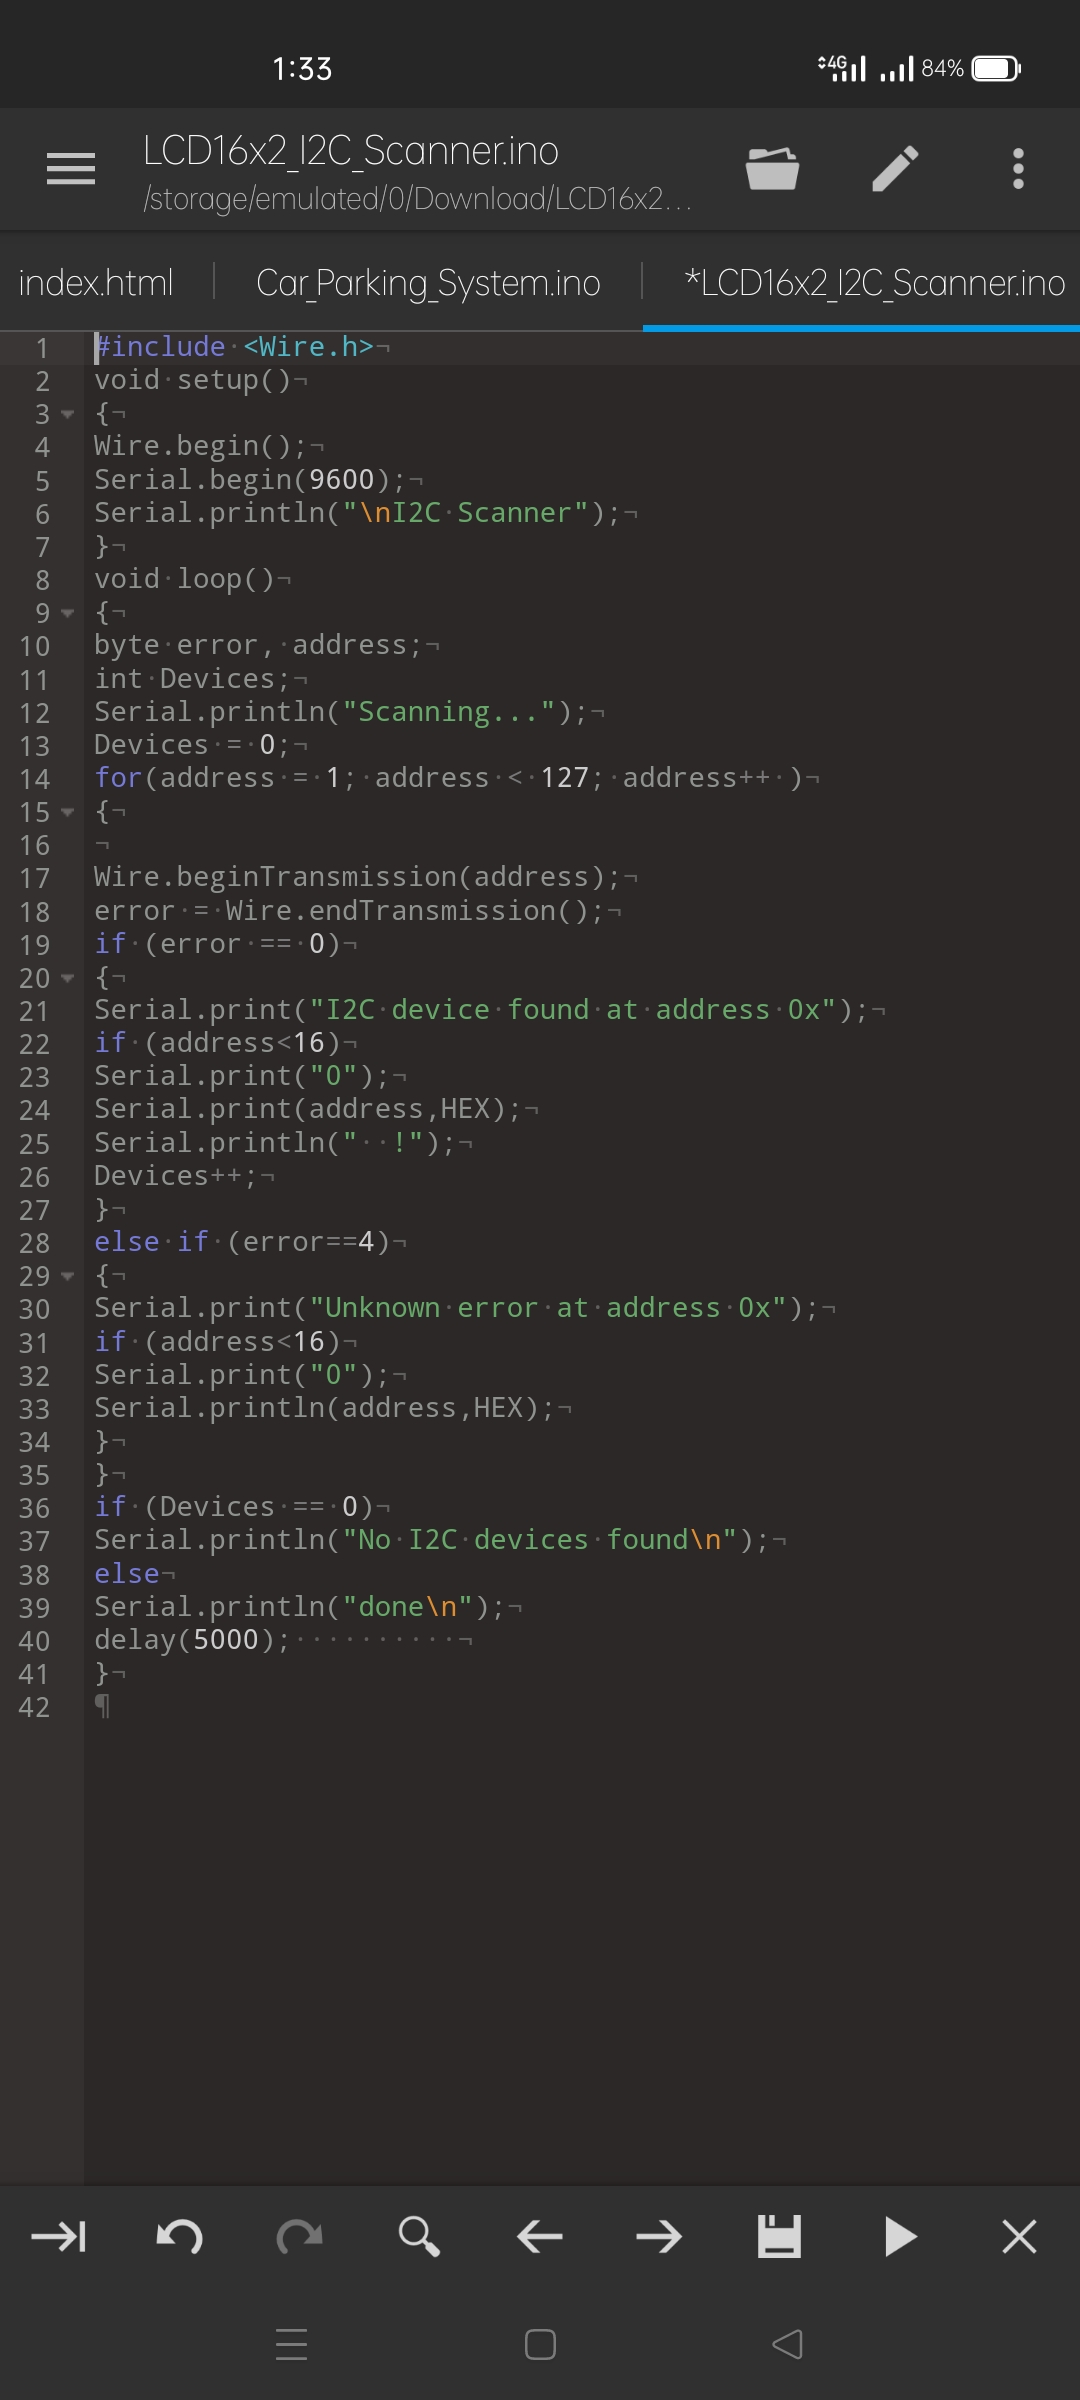 1:33
4G 84%
LCD16x2_I2C_Scanner.ino
/storage/emulated/0/Download/LCD16x2...
index.html
Car_Parking_System.ino
*LCD16x2_I2C_Scanner.ino
1 #include <Wire.h>
2 void setup()
3 {
4 Wire.begin();
5 Serial.begin(9600);
6 Serial.println("\nI2C Scanner");
7 }
8 void loop()
9 {
10 byte error, address;
11 int Devices;
12 Serial.println("Scanning...");
13 Devices = 0;
14 for(address = 1; address < 127; address++ )
15 {
16
17 Wire.beginTransmission(address);
18 error = Wire.endTransmission();
19 if (error == 0)
20 {
21 Serial.print("I2C device found at address 0x");
22 if (address<16)
23 Serial.print("0");
24 Serial.print(address,HEX);
25 Serial.println("  !");
26 Devices++;
27 }
28 else if (error==4)
29 {
30 Serial.print("Unknown error at address 0x");
31 if (address<16)
32 Serial.print("0");
33 Serial.println(address,HEX);
34 }
35 }
36 if (Devices == 0)
37 Serial.println("No I2C devices found\n");
38 else
39 Serial.println("done\n");
40 delay(5000);
41 }
42